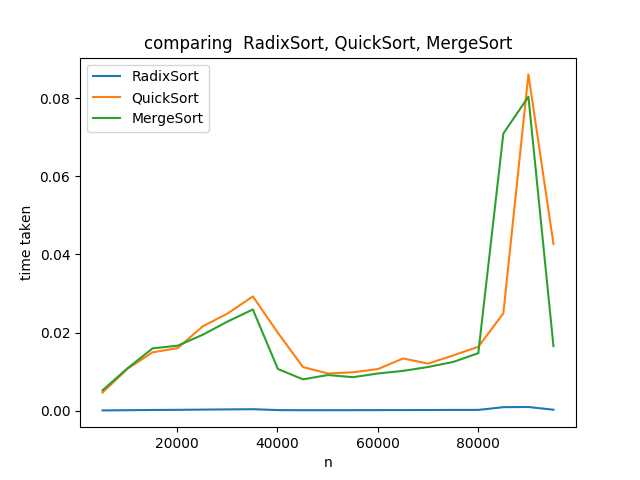 comparing  RadixSort, QuickSort, MergeSort
RadixSort
QuickSort
MergeSort
0.08
0.06
0.04
0.02
0.00
time taken
20000
40000
60000
80000
n